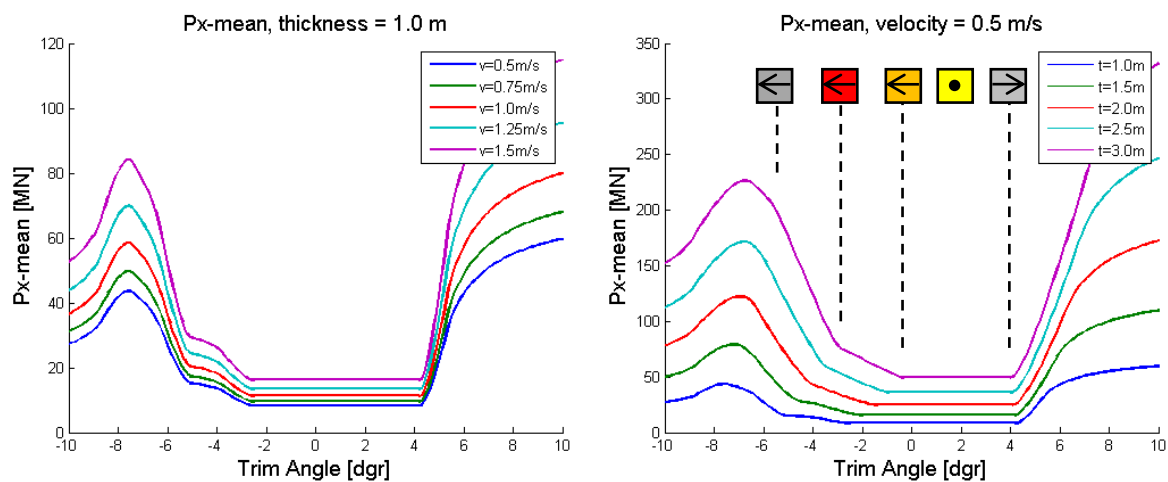 Px-mean, thickness = 1.0 m
Px-mean [MN]
120
100
80
60
40
20
0
-10 -8 -6 -4 -2 0 2 4 6 8 10
Trim Angle [dgr]
v=0.5m/s
v=0.75m/s
v=1.0m/s
v=1.25m/s
v=1.5m/s
Px-mean, velocity = 0.5 m/s
Px-mean [MN]
350
300
250
200
150
100
50
0
-10 -8 -6 -4 -2 0 2 4 6 8 10
Trim Angle [dgr]
t=1.0m
t=1.5m
t=2.0m
t=2.5m
t=3.0m